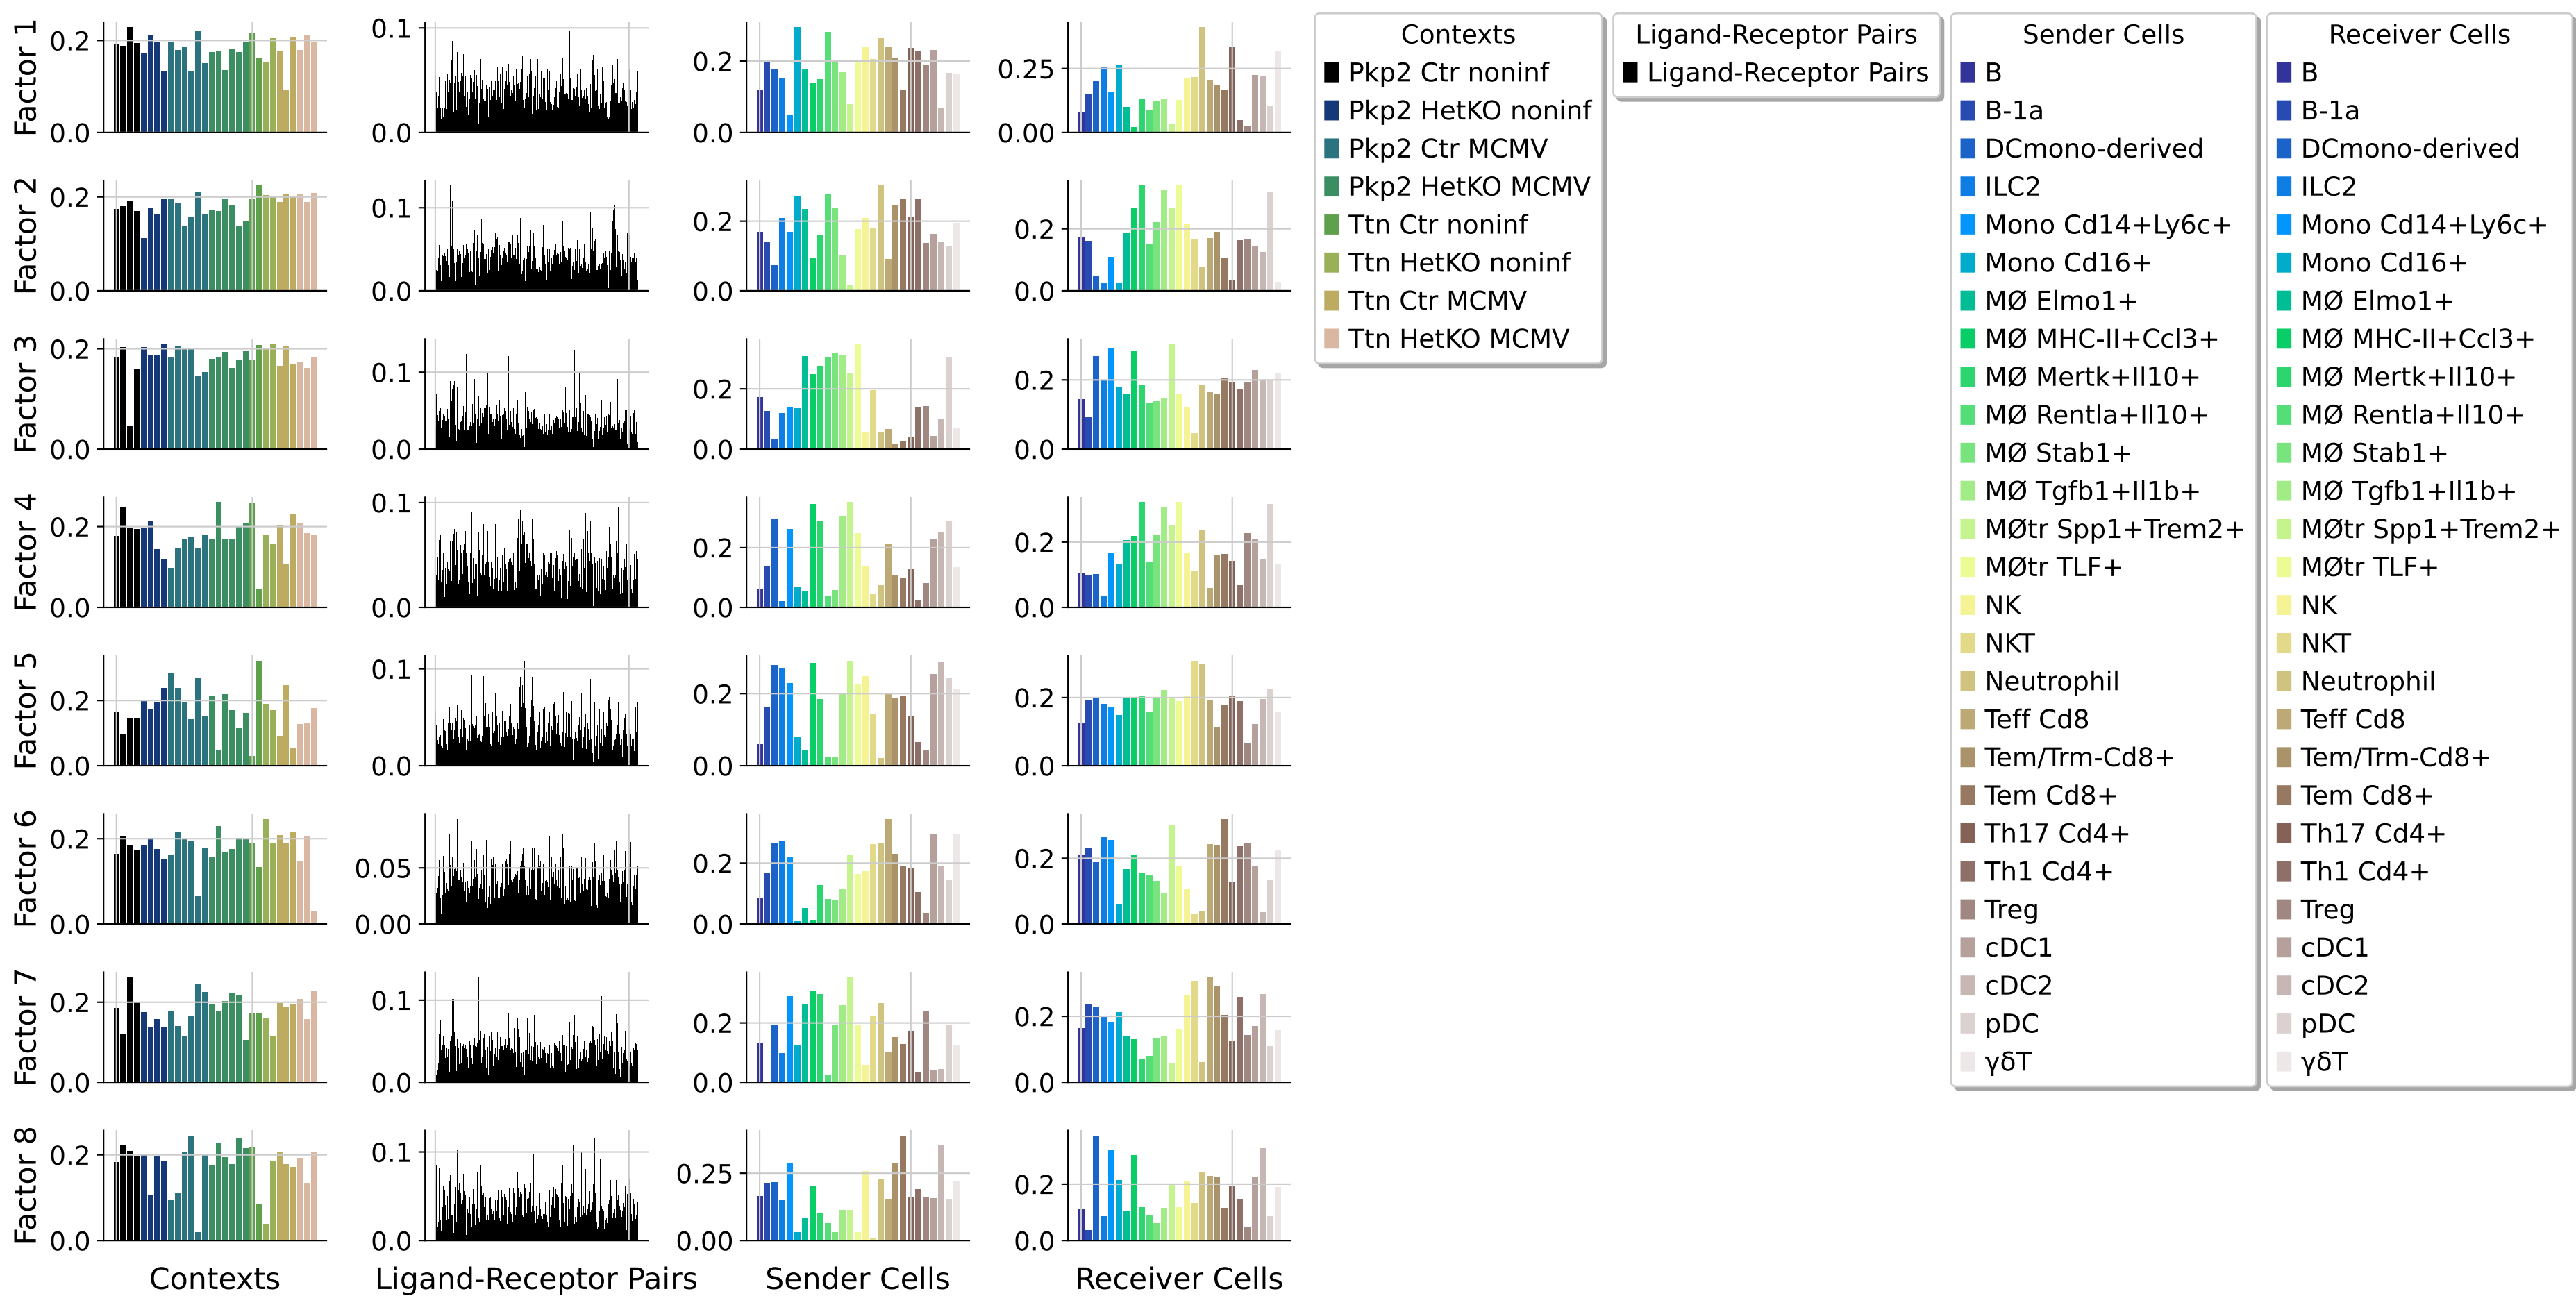 Factor 1
0.2
0.0
0.1
0.0
0.2
0.0
0.25
0.00
Factor 2
0.2
0.0
0.1
0.0
0.2
0.0
0.2
0.0
Factor 3
0.2
0.0
0.1
0.0
0.2
0.0
0.2
0.0
Factor 4
0.2
0.0
0.1
0.0
0.2
0.0
0.2
0.0
Factor 5
0.2
0.0
0.1
0.0
0.2
0.0
0.2
0.0
Factor 6
0.2
0.0
0.05
0.00
0.2
0.0
0.2
0.0
Factor 7
0.2
0.0
0.1
0.0
0.2
0.0
0.2
0.0
Factor 8
0.2
0.0
0.1
0.0
0.25
0.00
0.2
0.0
Contexts
Ligand-Receptor Pairs
Sender Cells
Receiver Cells
Contexts
Pkp2 Ctr noninf
Pkp2 HetKO noninf
Pkp2 Ctr MCMV
Pkp2 HetKO MCMV
Ttn Ctr noninf
Ttn HetKO noninf
Ttn Ctr MCMV
Ttn HetKO MCMV
Ligand-Receptor Pairs
Ligand-Receptor Pairs
Sender Cells
B
B-1a
DCmono-derived
ILC2
Mono Cd14+Ly6c+
Mono Cd16+
MØ Elmo1+
MØ MHC-II+Ccl3+
MØ Mertk+Il10+
MØ Rentla+Il10+
MØ Stab1+
MØ Tgfb1+Il1b+
MØtr Spp1+Trem2+
MØtr TLF+
NK
NKT
Neutrophil
Teff Cd8
Tem/Trm-Cd8+
Tem Cd8+
Th17 Cd4+
Th1 Cd4+
Treg
cDC1
cDC2
pDC
γδT
Receiver Cells
B
B-1a
DCmono-derived
ILC2
Mono Cd14+Ly6c+
Mono Cd16+
MØ Elmo1+
MØ MHC-II+Ccl3+
MØ Mertk+Il10+
MØ Rentla+Il10+
MØ Stab1+
MØ Tgfb1+Il1b+
MØtr Spp1+Trem2+
MØtr TLF+
NK
NKT
Neutrophil
Teff Cd8
Tem/Trm-Cd8+
Tem Cd8+
Th17 Cd4+
Th1 Cd4+
Treg
cDC1
cDC2
pDC
γδT